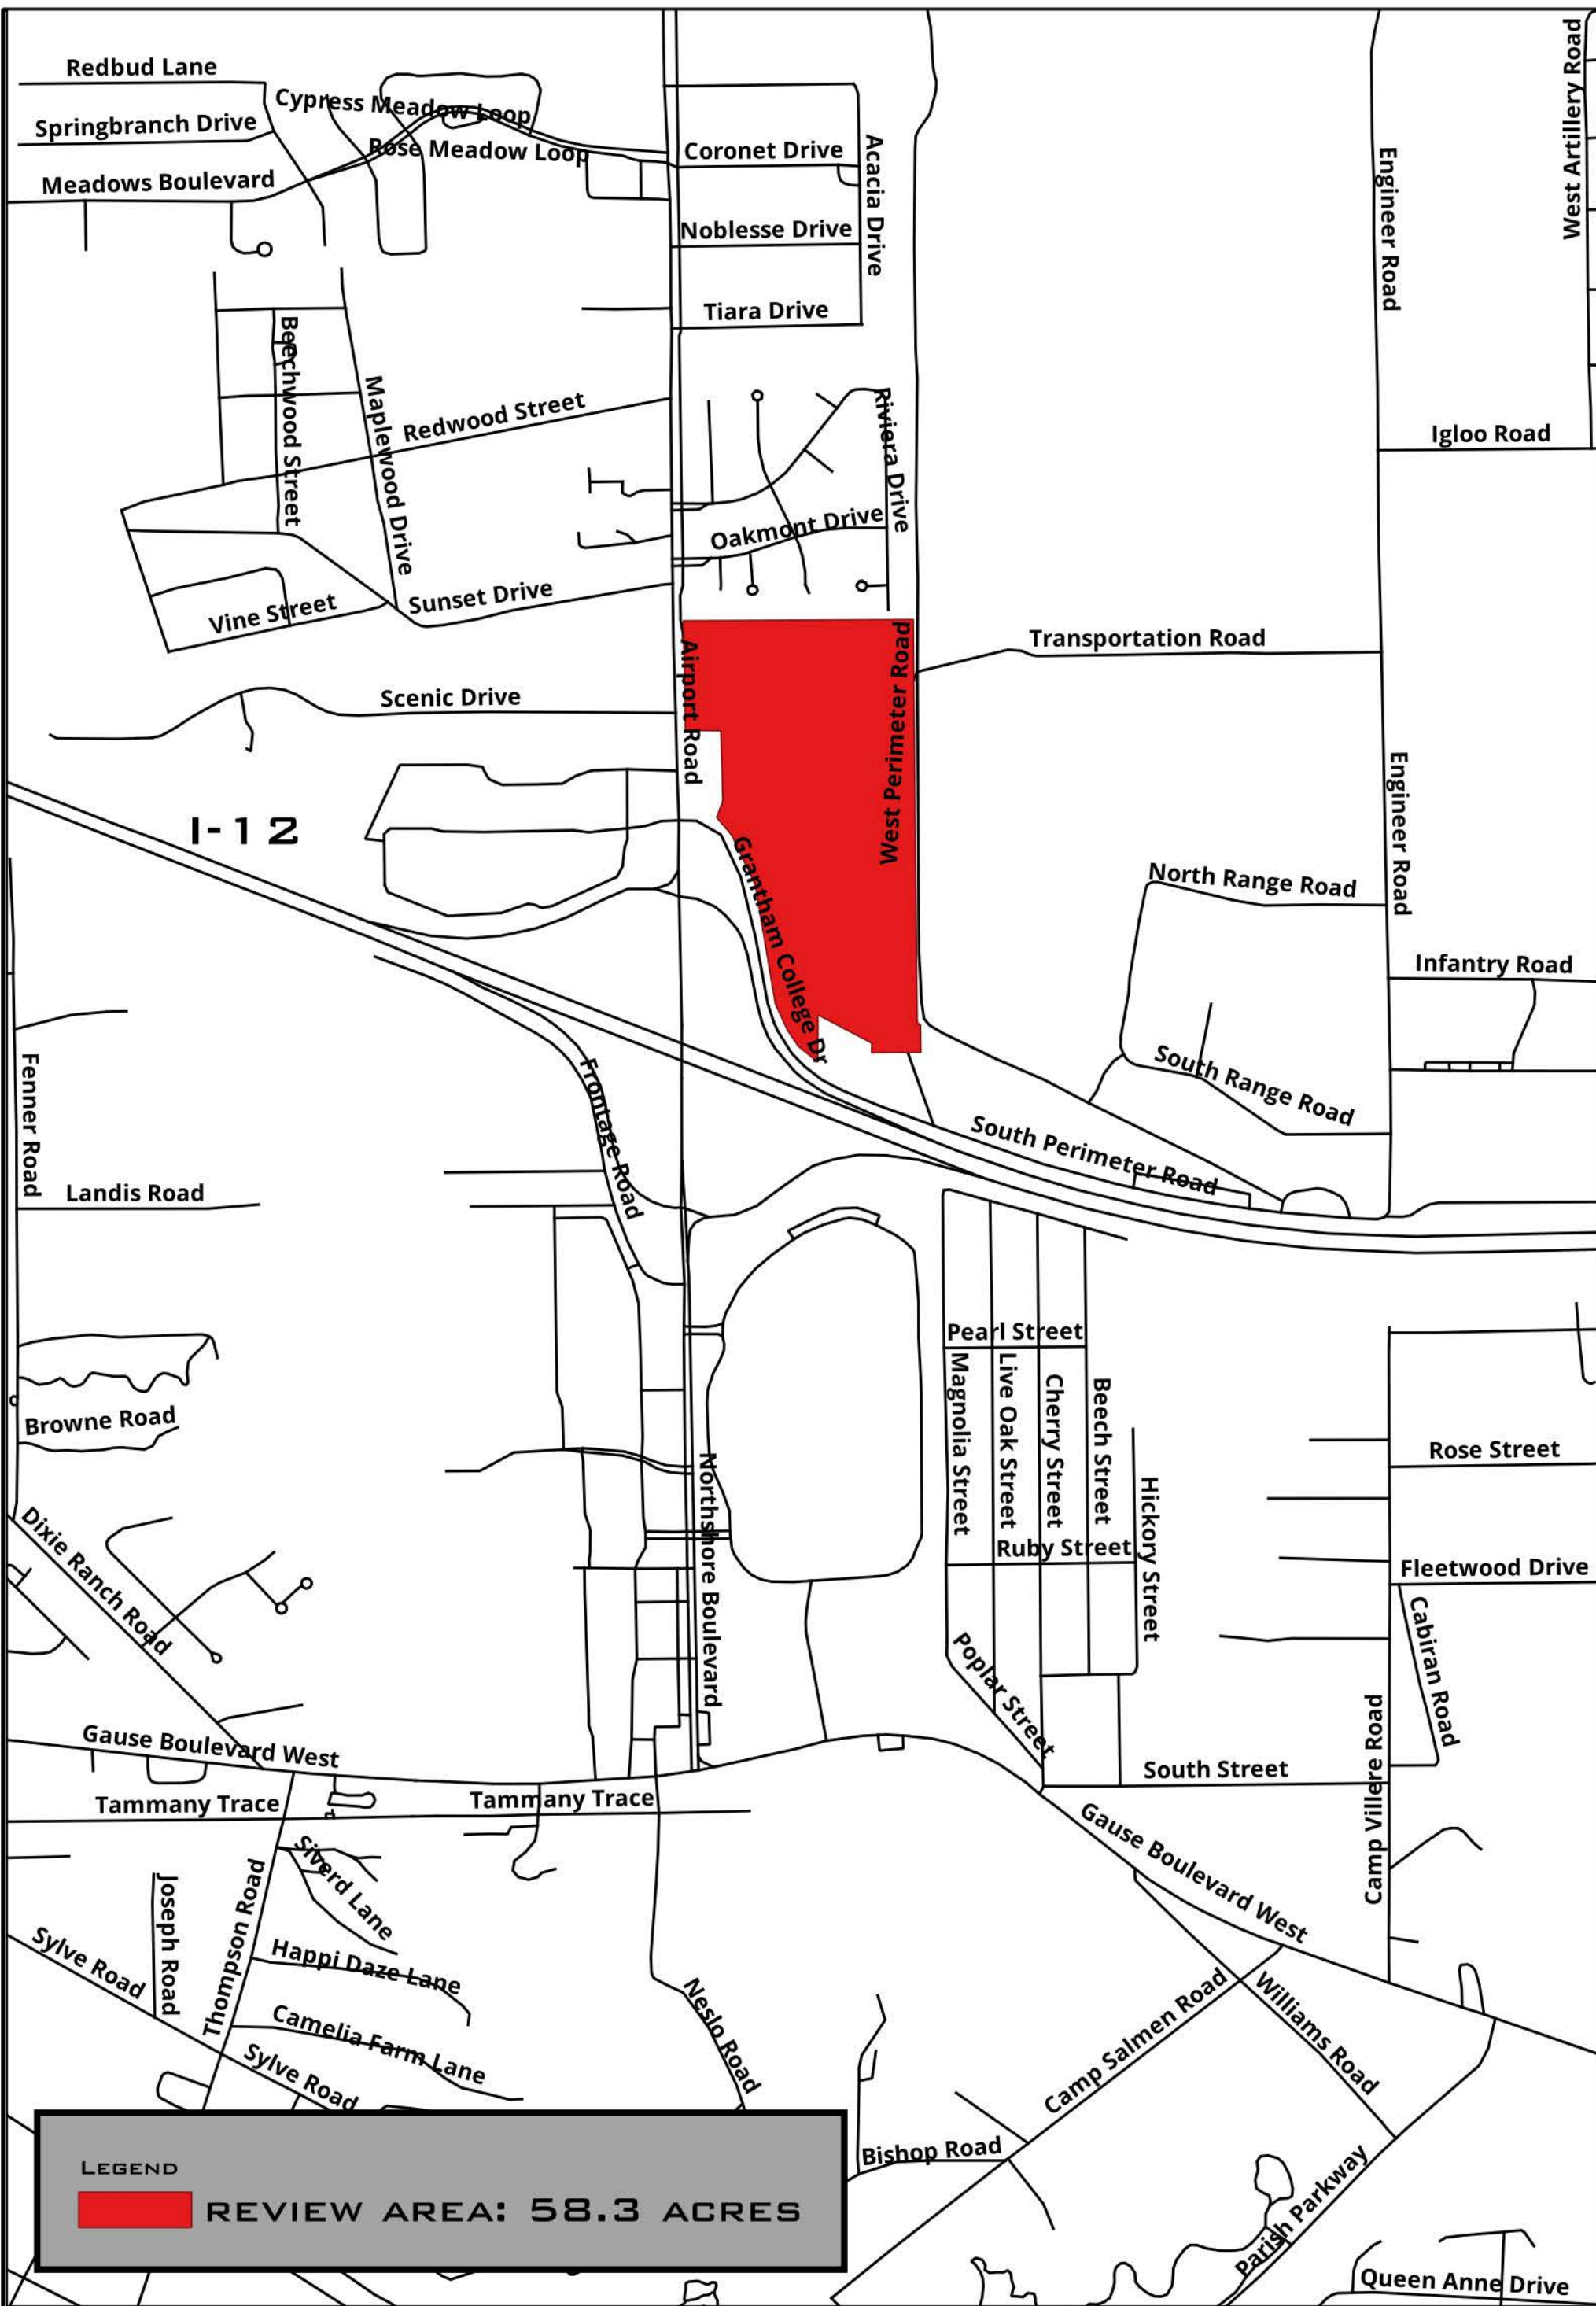 Redbud Lane
Cypress Meadow Loop
Springbranch Drive
Rose Meadow Loop
Coronet Drive
Meadows Boulevard
Acacia Drive
Noblesse Drive
Tiara Drive
Engineer Road
West Artillery Road
Beechwood Street
Maplewood Drive
Redwood Street
Riviera Drive
Igloo Road
Oakmont Drive
Sunset Drive
Vine Street
Transportation Road
Airport Road
West Perimeter Road
Scenic Drive
I-12
Engineer Road
Grantham College Dr
North Range Road
Infantry Road
Fenner Road
Frontage Road
South Range Road
South Perimeter Road
Landis Road
Pearl Street
Magnolia Street
Live Oak Street
Cherry Street
Beech Street
Browne Road
Rose Street
Northshore Boulevard
Hickory Street
Dixie Ranch Road
Ruby Street
Fleetwood Drive
Cabiran Road
Poplar Street
Camp Villere Road
Gause Boulevard West
South Street
Tammany Trace
Tammany Trace
Gause Boulevard West
Siverd Lane
Joseph Road
Thompson Road
Sylve Road
Happi Daze Lane
Camelia Farm Lane
Neslo Road
Camp Salmen Road
Williams Road
Sylve Road
Bishop Road
Parish Parkway
Queen Anne Drive
LEGEND
REVIEW AREA: 58.3 ACRES